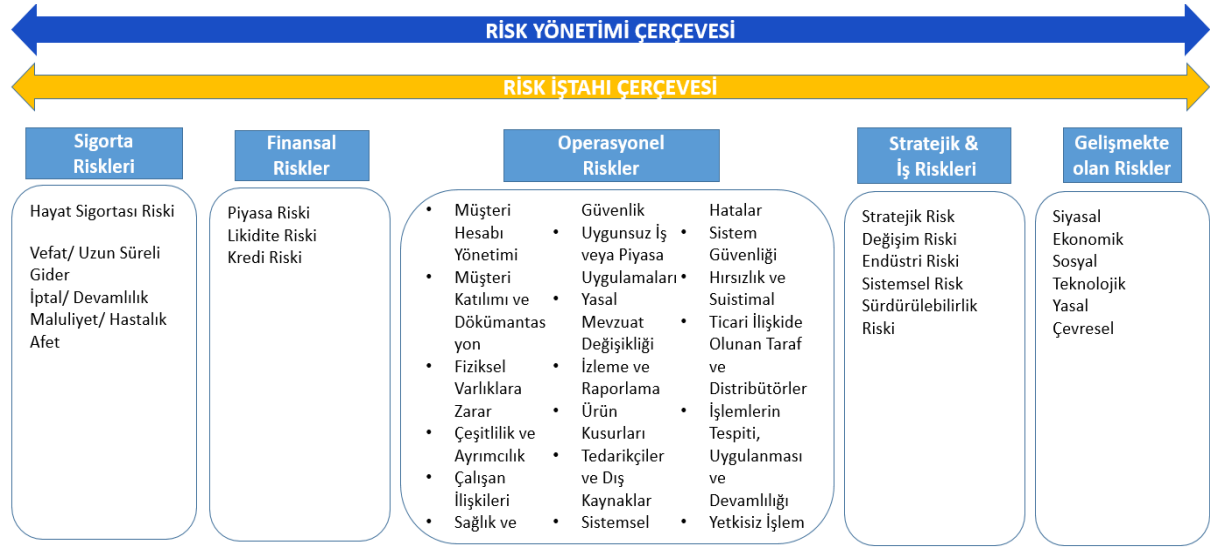 RİSK YÖNETİMİ ÇERÇEVESİ
RİSK İŞTAHI ÇERÇEVESİ
Sigorta
Riskleri
Hayat Sigortası Riski
Vefat/ Uzun Süreli
Gider
İptal/ Devamlılık
Maluliyet/ Hastalık
Afet
Finansal
Riskler
Piyasa Riski
Likidite Riski
Kredi Riski
Operasyonel
Riskler
• Müşteri
Hesabı
Yönetimi
• Müşteri
Katılımı ve
Dökümantas
yon
• Fiziksel
Varlıklara
Zarar
• Çeşitlilik ve
Ayrımcılık
• Çalışan
İlişkileri
• Sağlık ve
Güvenlik
• Uygunsuz İş
veya Piyasa
Uygulamaları
• Yasal
Mevzuat
Değişikliği
• İzleme ve
Raporlama
• Ürün
Kusurları
• Tedarikçiler
ve Dış
Kaynaklar
• Sistemsel
Hatalar
• Sistem
Güvenliği
• Hırsızlık ve
Suistimal
• Ticari İlişkide
Olunan Taraf
ve
Distribütörler
• İşlemlerin
Tespiti,
Uygulanması
ve
Devamlılığı
• Yetkisiz İşlem
Stratejik &
İş Riskleri
Stratejik Risk
Değişim Riski
Endüstri Riski
Sistemsel Risk
Sürdürülebilirlik
Riski
Gelişmekte
olan Riskler
Siyasal
Ekonomik
Sosyal
Teknolojik
Yasal
Çevresel